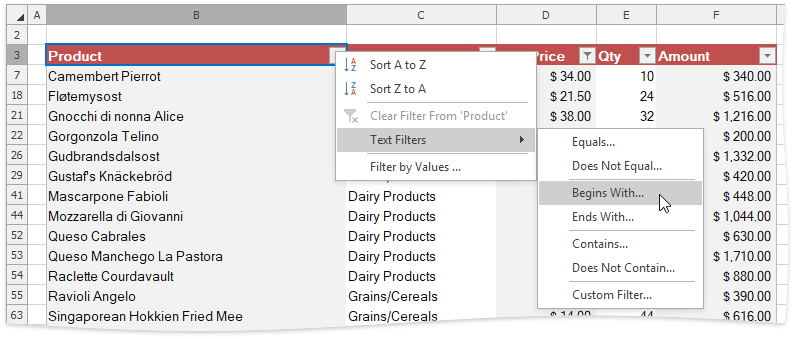 A B C D E F
2
3 Product Price Qty Amount
7 Camembert Pierrot $ 34.00 10 $ 340.00
18 Fløtemysost $ 21.50 24 $ 516.00
21 Gnocchi di nonna Alice $ 38.00 32 $ 1,216.00
22 Gorgonzola Telino $ 200.00
26 Gudbrandsdalsost $ 1,332.00
29 Gustaf's Knäckebröd $ 420.00
41 Mascarpone Fabioli Dairy Products $ 448.00
44 Mozzarella di Giovanni Dairy Products $ 1,044.00
52 Queso Cabrales Dairy Products $ 630.00
53 Queso Manchego La Pastora Dairy Products $ 1,710.00
54 Raclette Courdavault Dairy Products $ 880.00
55 Ravioli Angelo Grains/Cereals $ 390.00
63 Singaporean Hokkien Fried Mee Grains/Cereals $ 14.00 44 $ 616.00
Sort A to Z
Sort Z to A
Clear Filter From 'Product'
Text Filters
Filter by Values ...
Equals...
Does Not Equal...
Begins With...
Ends With...
Contains...
Does Not Contain...
Custom Filter...